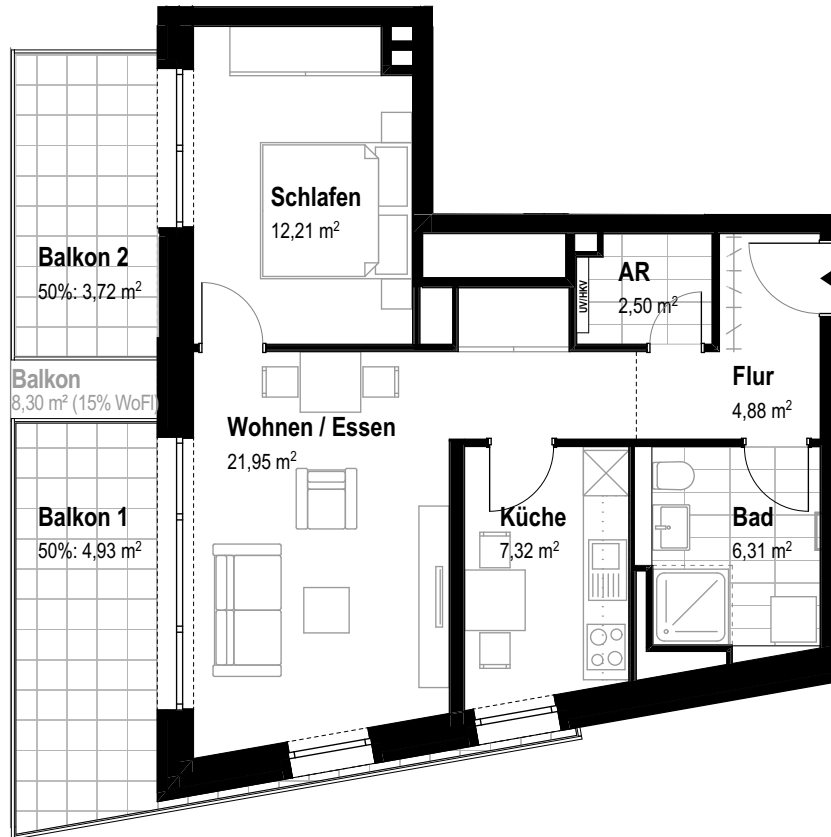 Schlafen
12,21 m²
Balkon 2
50%: 3,72 m²
AR
2,50 m²
UV/HKV
Balkon
8,30 m² (15% WoFl)
Flur
4,88 m²
Wohnen / Essen
21,95 m²
Balkon 1
50%: 4,93 m²
Küche
7,32 m²
Bad
6,31 m²